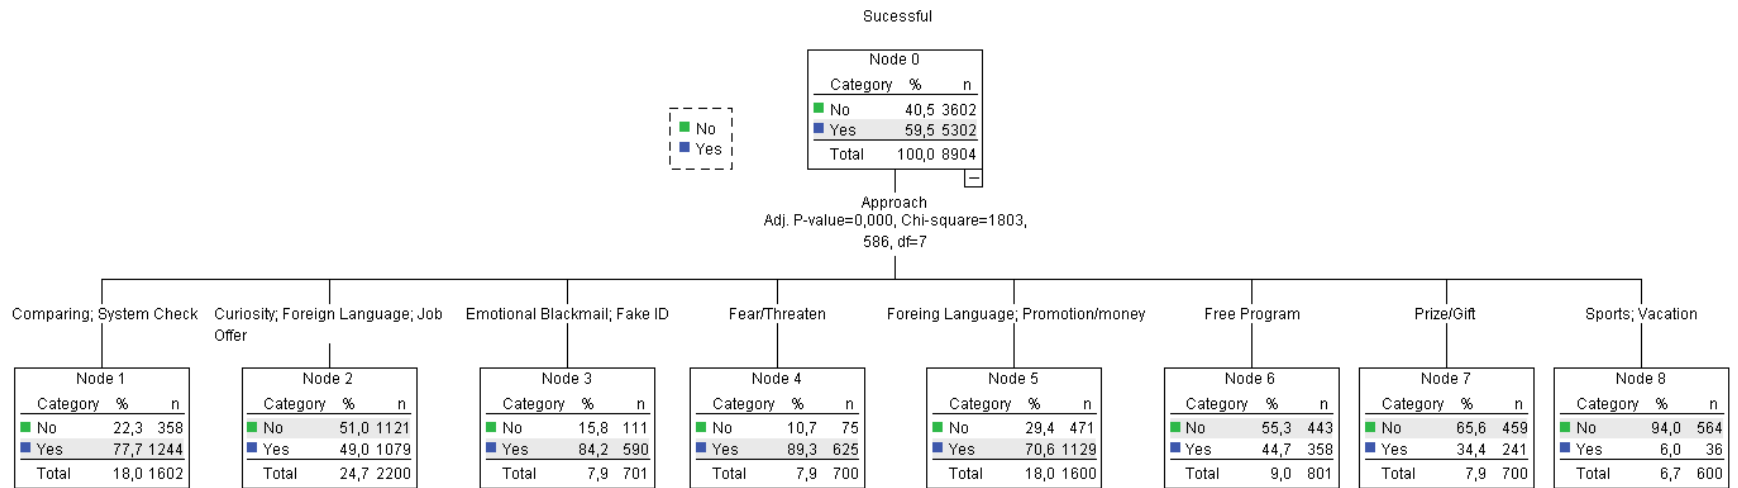 Sucessful
Node 0
Category % n
No 40,5 3602
Yes 59,5 5302
Total 100,0 8904
No
Yes
Approach
Adj. P-value=0,000, Chi-square=1803,
586, df=7
Comparing; System Check
Curiosity; Foreign Language; Job
Offer
Emotional Blackmail; Fake ID
Fear/Threaten
Foreing Language; Promotion/money
Free Program
Prize/Gift
Sports; Vacation
Node 1
Category % n
No 22,3 358
Yes 77,7 1244
Total 18,0 1602
Node 2
Category % n
No 51,0 1121
Yes 49,0 1079
Total 24,7 2200
Node 3
Category % n
No 15,8 111
Yes 84,2 590
Total 7,9 701
Node 4
Category % n
No 10,7 75
Yes 89,3 625
Total 7,9 700
Node 5
Category % n
No 29,4 471
Yes 70,6 1129
Total 18,0 1600
Node 6
Category % n
No 55,3 443
Yes 44,7 358
Total 9,0 801
Node 7
Category % n
No 65,6 459
Yes 34,4 241
Total 7,9 700
Node 8
Category % n
No 94,0 564
Yes 6,0 36
Total 6,7 600